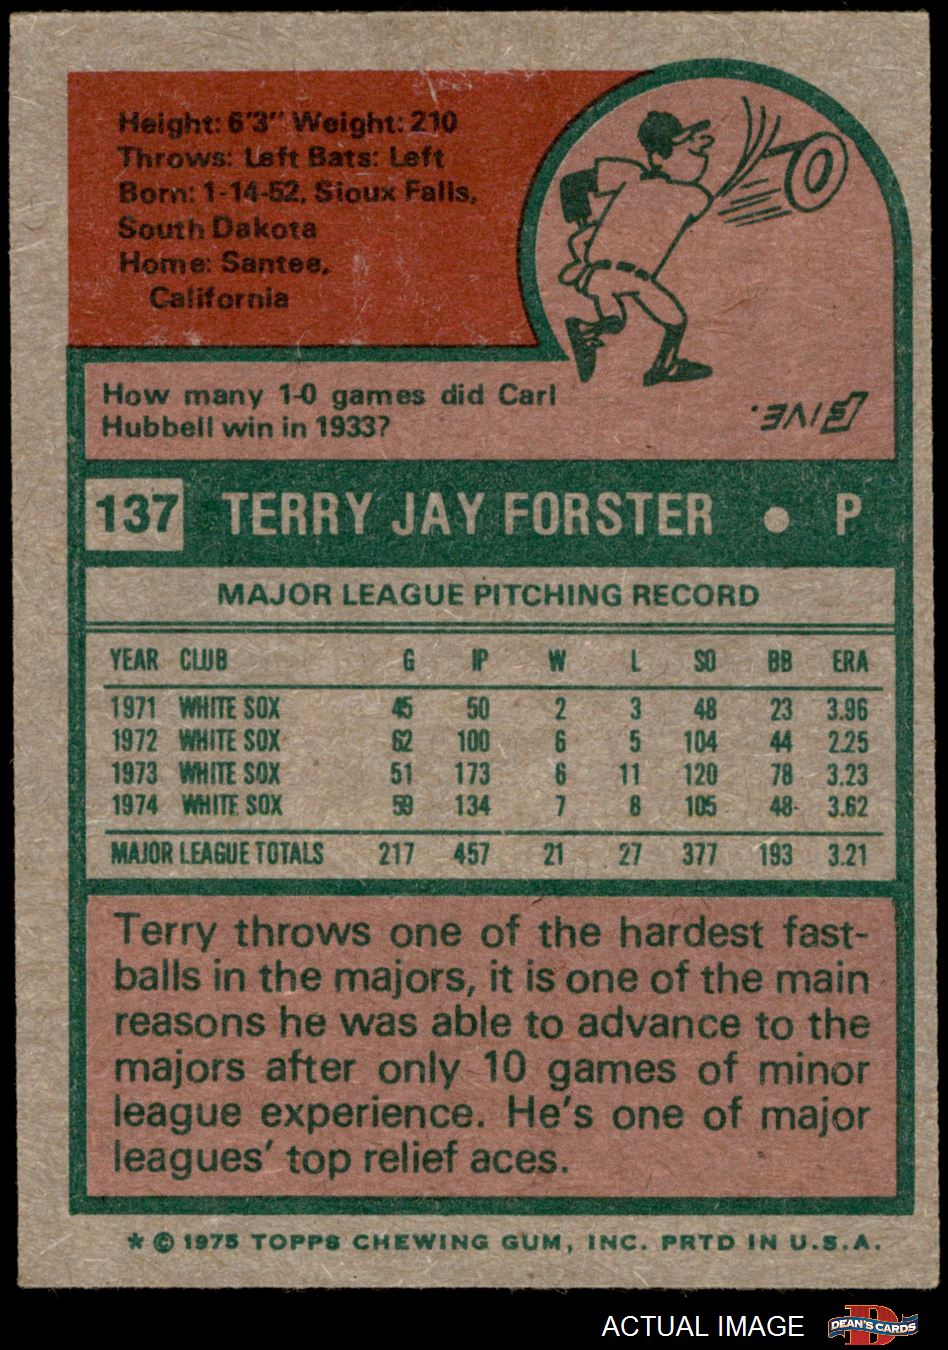 Height: 6'3" Weight: 210
Throws: Left Bats: Left
Born: 1-14-52, Sioux Falls,
South Dakota
Home: Santee,
California
0
How many 1-0 games did Carl
Hubbell win in 1933?
FIVE.
137 TERRY JAY FORSTER ● P
MAJOR LEAGUE PITCHING RECORD
YEAR CLUB G IP W L SO BB ERA
1971 WHITE SOX 45 50 2 3 48 23 3.96
1972 WHITE SOX 62 100 6 5 104 44 2.25
1973 WHITE SOX 51 173 6 11 120 78 3.23
1974 WHITE SOX 59 134 7 8 105 48 3.62
MAJOR LEAGUE TOTALS 217 457 21 27 377 193 3.21
Terry throws one of the hardest fast-
balls in the majors, it is one of the main
reasons he was able to advance to the
majors after only 10 games of minor
league experience. He's one of major
leagues' top relief aces.
* © 1975 TOPPS CHEWING GUM, INC. PRTD IN U.S.A.
ACTUAL IMAGE
D
DEAN'S CARDS